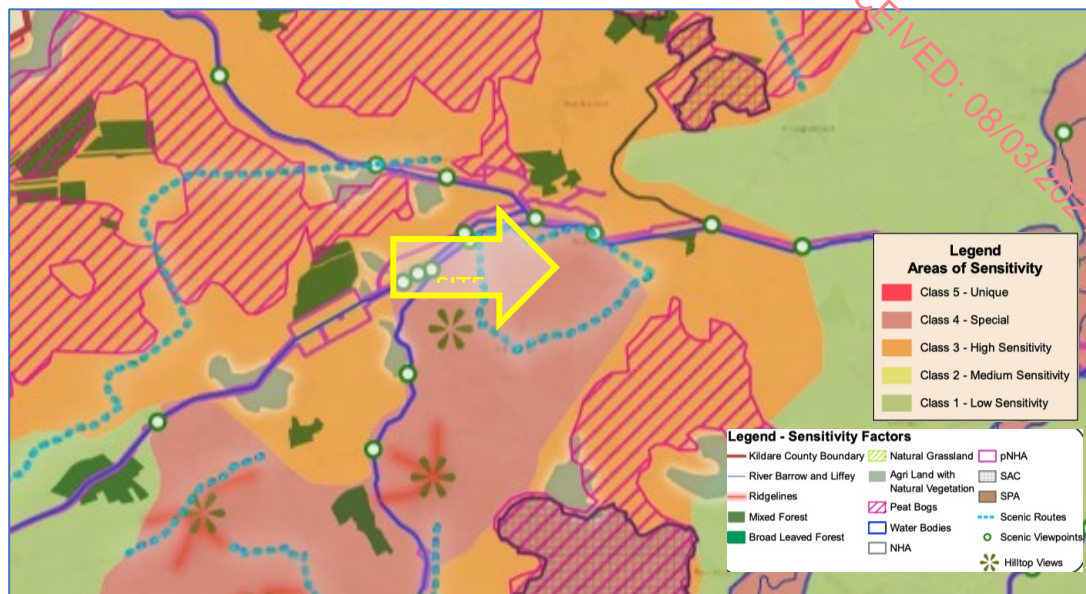 CEIVED: 08/03/202
SITE
Legend
Areas of Sensitivity
Class 5 - Unique
Class 4 - Special
Class 3 - High Sensitivity
Class 2 - Medium Sensitivity
Class 1 - Low Sensitivity
Legend - Sensitivity Factors
Kildare County Boundary
River Barrow and Liffey
Ridgelines
Mixed Forest
Broad Leaved Forest
Natural Grassland
Agri Land with
Natural Vegetation
Peat Bogs
Water Bodies
NHA
pNHA
SAC
SPA
Scenic Routes
Scenic Viewpoints
Hilltop Views